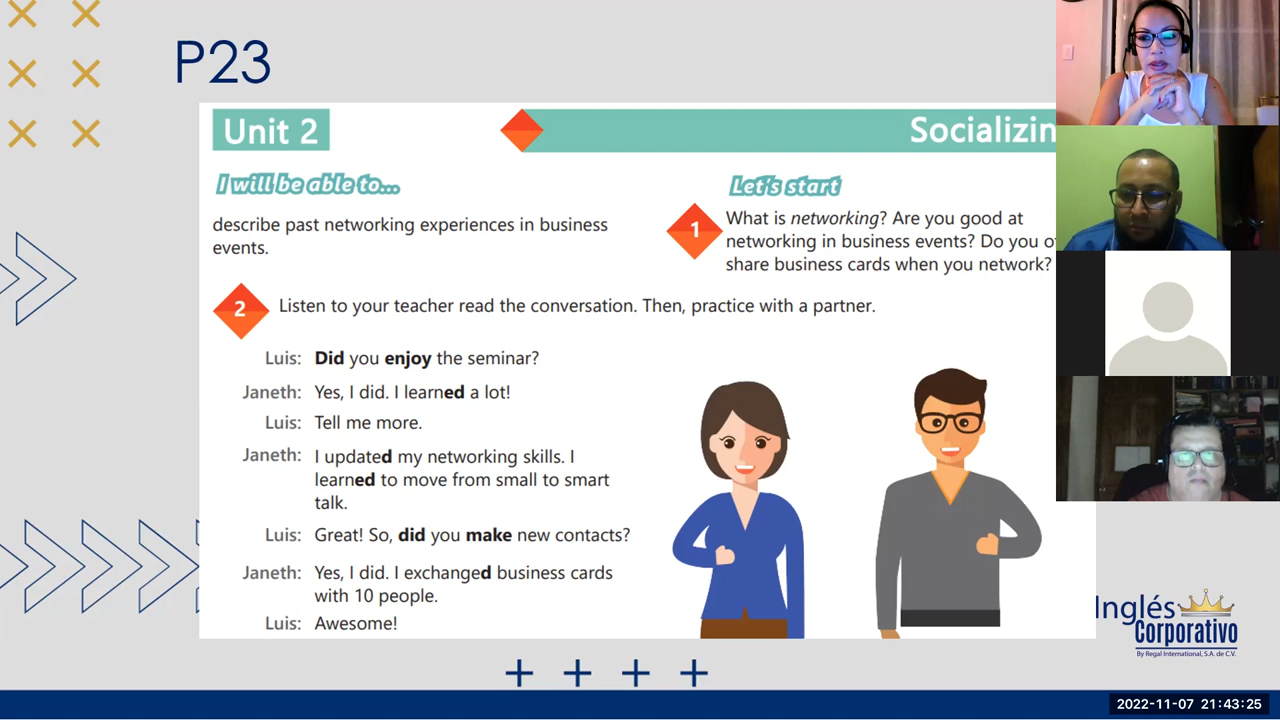 P23
Unit 2
Socializin
I will be able to...
describe past networking experiences in business
events.
Let's start
1
What is networking? Are you good at
networking in business events? Do you o
share business cards when you network?
2
Listen to your teacher read the conversation. Then, practice with a partner.
Luis: Did you enjoy the seminar?
Janeth: Yes, I did. I learned a lot!
Luis: Tell me more.
Janeth: I updated my networking skills. I
learned to move from small to smart
talk.
Luis: Great! So, did you make new contacts?
Janeth: Yes, I did. I exchanged business cards
with 10 people.
Luis: Awesome!
Inglés
Corporativo
By Regal International, S.A. de C.V.
2022-11-07 21:43:25